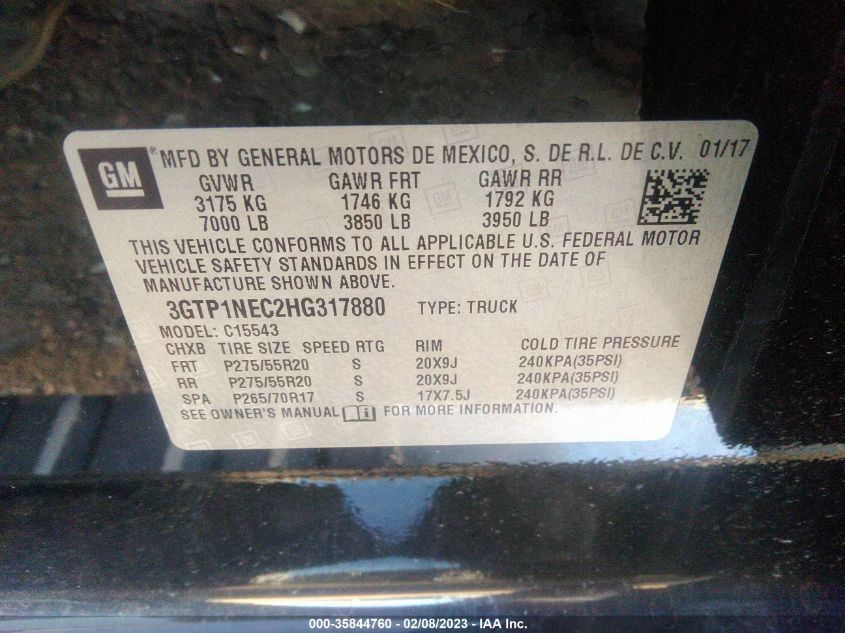 GM ® MFD BY GENERAL MOTORS DE MEXICO, S. DE R.L. DE C.V. 01/17
GVWR GAWR FRT GAWR RR
3175 KG 1746 KG 1792 KG
7000 LB 3850 LB 3950 LB
THIS VEHICLE CONFORMS TO ALL APPLICABLE U.S. FEDERAL MOTOR
VEHICLE SAFETY STANDARDS IN EFFECT ON THE DATE OF
MANUFACTURE SHOWN ABOVE.
3GTP1NEC2HG317880 TYPE: TRUCK
MODEL: C15543
CHXB TIRE SIZE SPEED RTG RIM COLD TIRE PRESSURE
FRT P275/55R20 S 20X9J 240KPA(35PSI)
RR P275/55R20 S 20X9J 240KPA(35PSI)
SPA P265/70R17 S 17X7.5J 240KPA(35PSI)
SEE OWNER'S MANUAL FOR MORE INFORMATION.
000-35844760 - 02/08/2023 - IAA Inc.